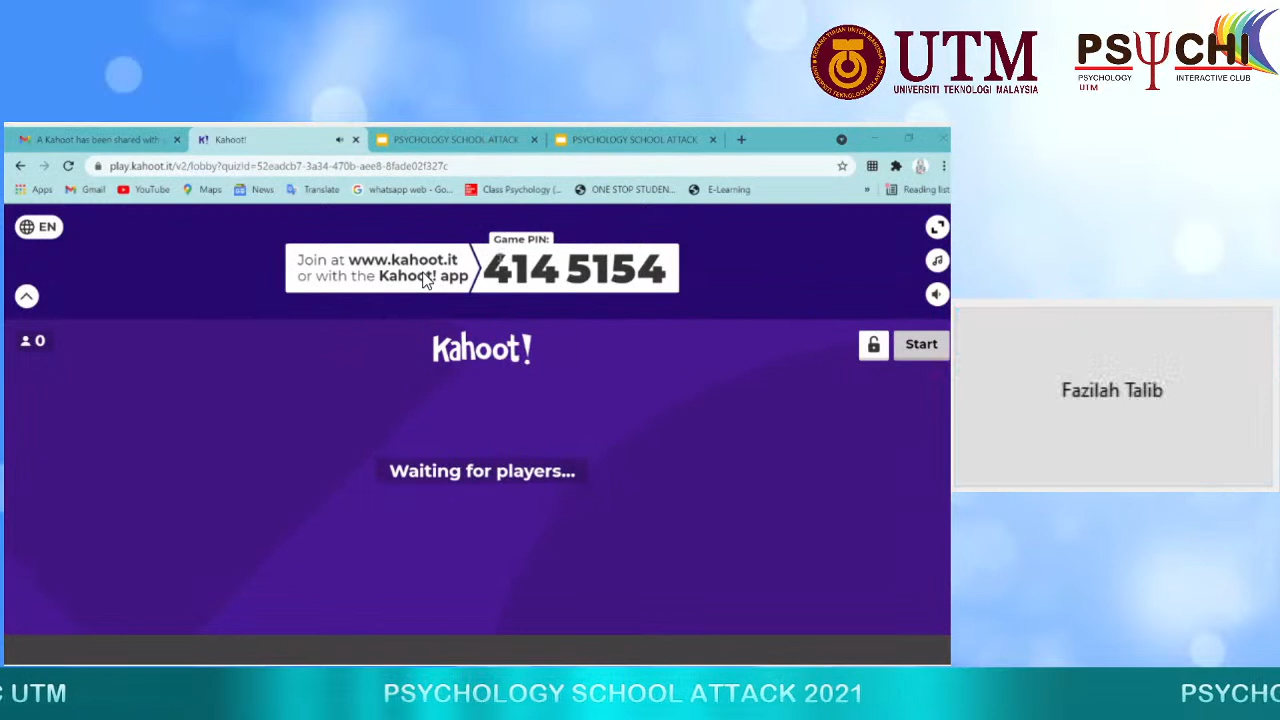 UTM
UNIVERSITI TEKNOLOGI MALAYSIA
PSYCHI
PSYCHOLOGY
UTM
INTERACTIVE CLUB
A Kahoot has been shared with
K! Kahoot!
PSYCHOLOGY SCHOOL ATTACK
PSYCHOLOGY SCHOOL ATTACK
play.kahoot.it/v2/lobby?quizId=52eadcb7-3a34-470b-aee8-8fade02f327c
Apps
Gmail
YouTube
Maps
News
Translate
whatsapp web - Go...
Class Psychology (...
ONE STOP STUDEN...
E-Learning
»
Reading list
EN
Join at www.kahoot.it
or with the Kahoot! app
Game PIN:
414 5154
0
Kahoot!
Start
Waiting for players...
Fazilah Talib
C UTM
PSYCHOLOGY SCHOOL ATTACK 2021
PSYCHO